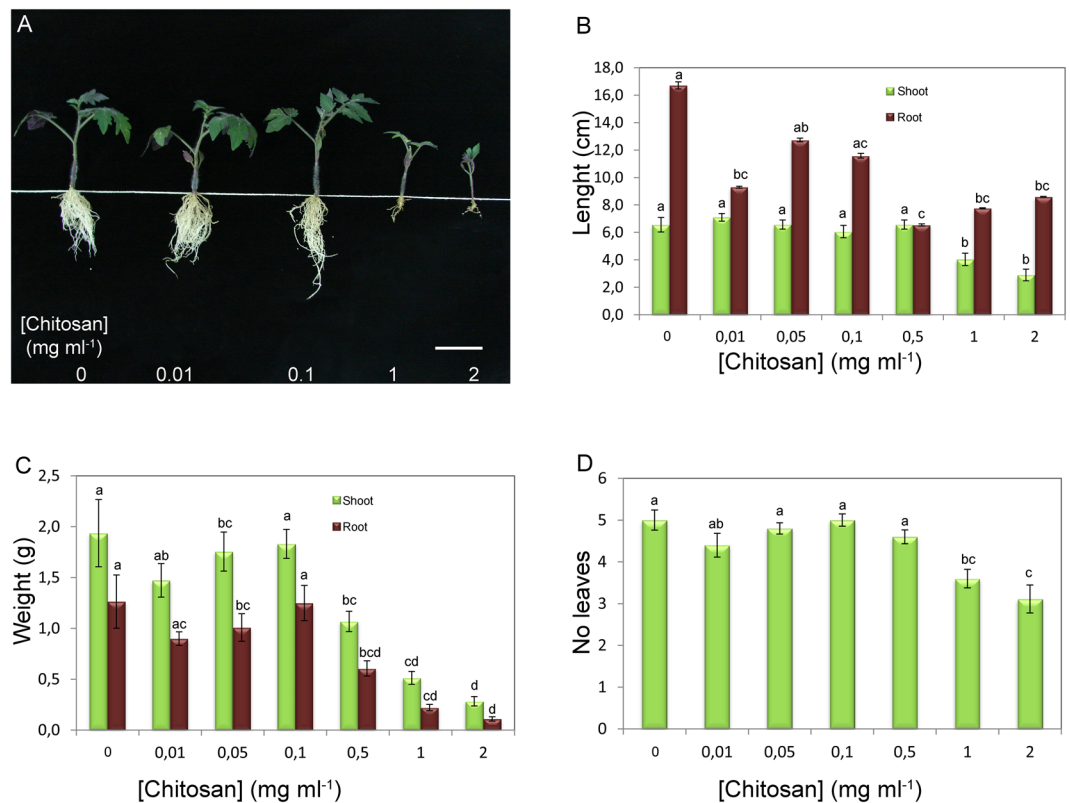 A
[Chitosan]
(mg ml-1)
0 0.01 0.1 1 2
B
18,0
16,0
14,0
12,0
10,0
8,0
6,0
4,0
2,0
0,0
Lenght (cm)
Shoot
Root
a a
a bc
a ab
a ac
a c
b bc
b bc
0 0,01 0,05 0,1 0,5 1 2
[Chitosan] (mg ml-1)
C
2,5
2,0
1,5
1,0
0,5
0,0
Weight (g)
Shoot
Root
a a
ab ac
bc bc
a a
bc bcd
cd cd
d d
0 0,01 0,05 0,1 0,5 1 2
[Chitosan] (mg ml-1)
D
6
5
4
3
2
1
0
No leaves
a ab a a a bc c
0 0,01 0,05 0,1 0,5 1 2
[Chitosan] (mg ml-1)